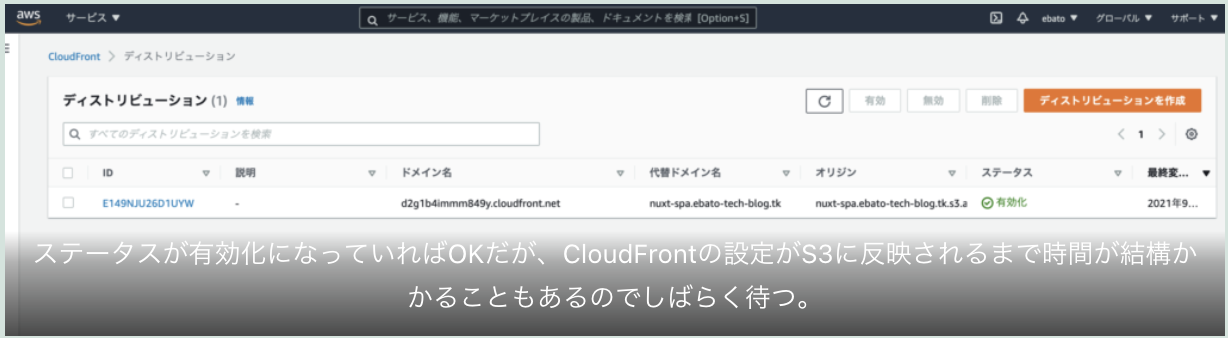 aws サービス ▼ サービス、機能、マーケットプレイスの製品、ドキュメントを検索 [Option+S] ebato ▼ グローバル ▼ サポート ▼
CloudFront > ディストリビューション
ディストリビューション (1) 情報 有効 無効 削除 ディストリビューションを作成
すべてのディストリビューションを検索 < 1 >
ID 説明 ドメイン名 代替ドメイン名 オリジン ステータス 最終変... ▼
E149NJU26D1UYW - d2g1b4immm849y.cloudfront.net nuxt-spa.ebato-tech-blog.tk nuxt-spa.ebato-tech-blog.tk.s3.a 有効化 2021年9...
ステータスが有効化になっていればOKだが、CloudFrontの設定がS3に反映されるまで時間が結構か
かることもあるのでしばらく待つ。